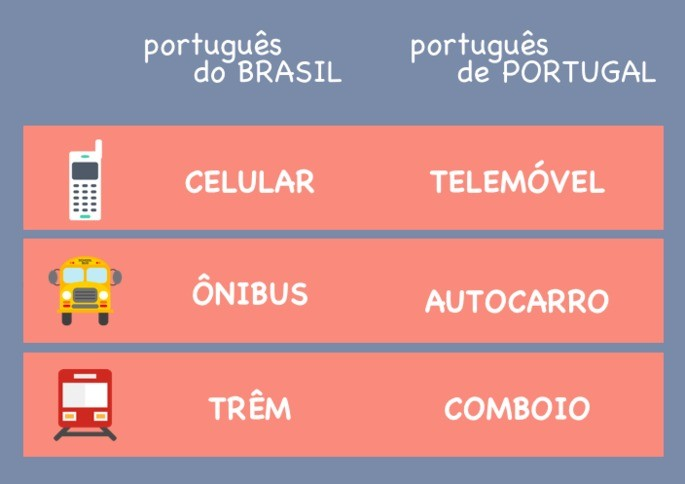 português
do BRASIL
português
de PORTUGAL
CELULAR
TELEMÓVEL
ÔNIBUS
AUTOCARRO
TRÊM
COMBOIO